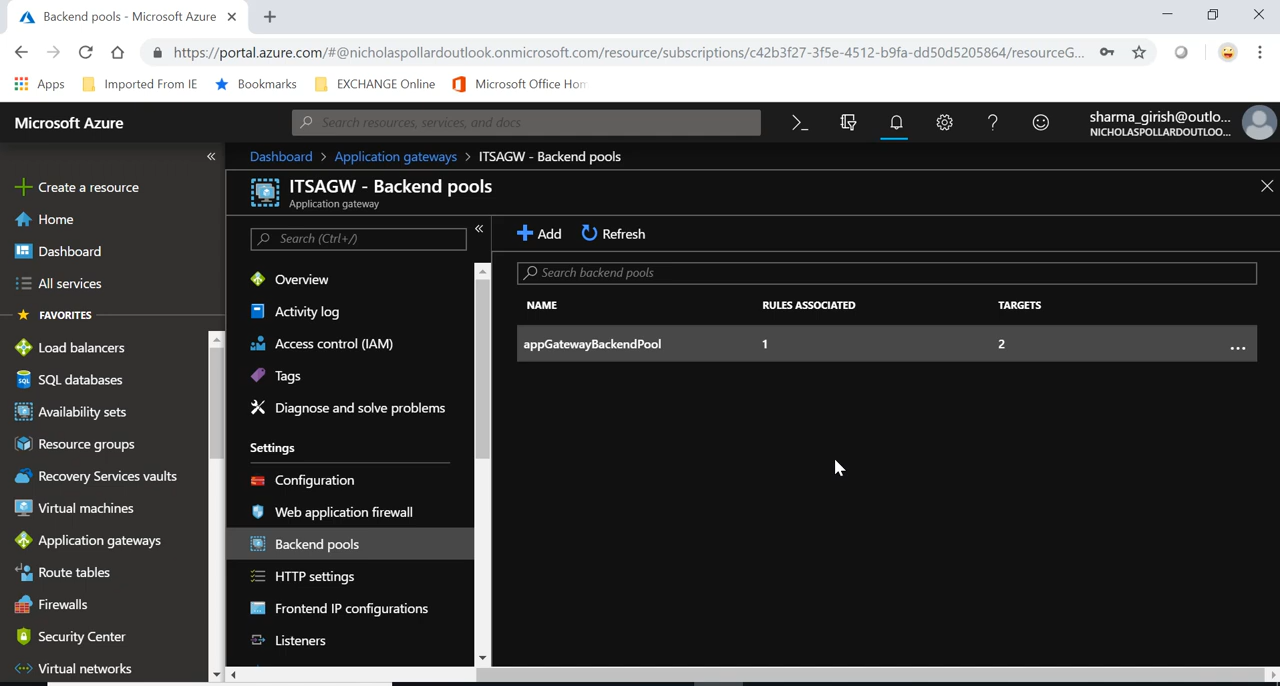 Backend pools - Microsoft Azure
https://portal.azure.com/#@nicholaspollardoutlook.onmicrosoft.com/resource/subscriptions/c42b3f27-3f5e-4512-b9fa-dd50d5205864/resourceG...
Apps Imported From IE Bookmarks EXCHANGE Online Microsoft Office Hom
Microsoft Azure
Search resources, services, and docs
sharma_girish@outlo...
NICHOLASPOLLARDOUTLOO...
Dashboard > Application gateways > ITSAGW - Backend pools
ITSAGW - Backend pools
Application gateway
Create a resource
Home
Dashboard
All services
FAVORITES
Load balancers
SQL databases
Availability sets
Resource groups
Recovery Services vaults
Virtual machines
Application gateways
Route tables
Firewalls
Security Center
Virtual networks
Search (Ctrl+/)
Overview
Activity log
Access control (IAM)
Tags
Diagnose and solve problems
Settings
Configuration
Web application firewall
Backend pools
HTTP settings
Frontend IP configurations
Listeners
Add Refresh
Search backend pools
NAME RULES ASSOCIATED TARGETS
appGatewayBackendPool 1 2 ...